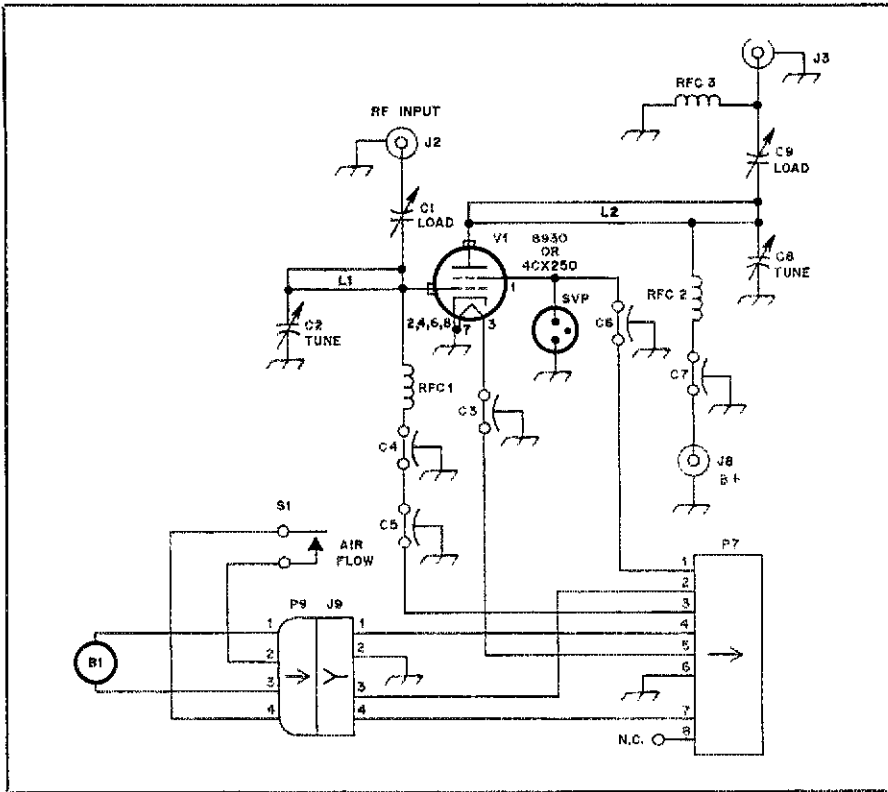 J3
RFC 3
RF INPUT
J2
C9
LOAD
C1
LOAD
L2
V1
8930
OR
4CX250
C8
TUNE
L1
1
SVP
RFC 2
C2
TUNE
2,4,6,8
7
3
C6
RFC 1
C7
C3
C4
J8
B+
S1
C5
AIR
FLOW
P7
1
2
P9 J9
3
1 1 4
B1
2 2 5
3 3 6
4 4 7
N.C. 8